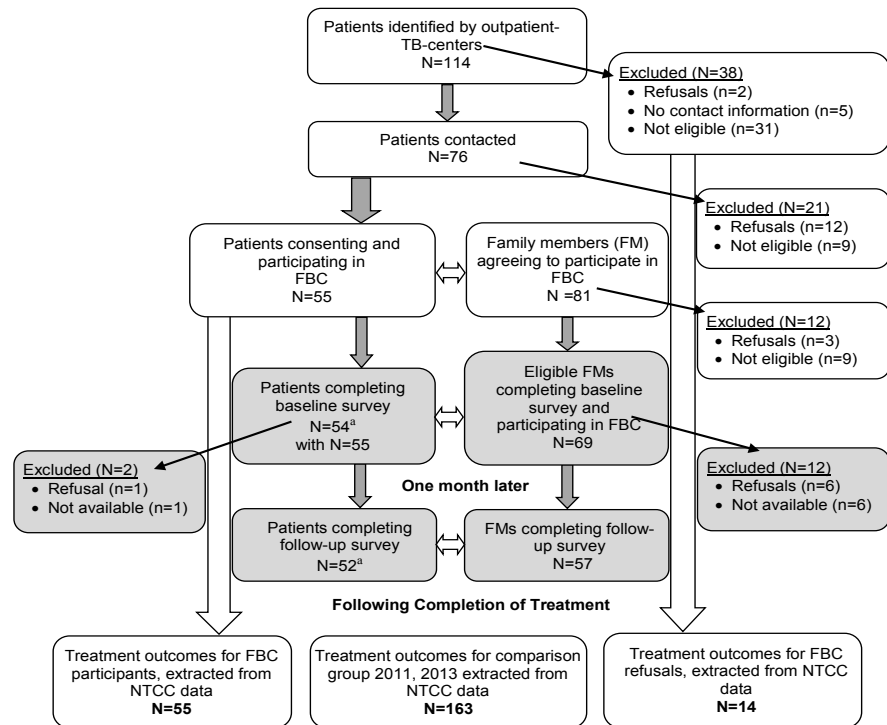 Patients identified by outpatient-
TB-centers
N=114
Excluded (N=38)
• Refusals (n=2)
• No contact information (n=5)
• Not eligible (n=31)
Patients contacted
N=76
Excluded (N=21)
• Refusals (n=12)
• Not eligible (n=9)
Patients consenting and
participating in
FBC
N=55
Family members (FM)
agreeing to participate in
FBC
N =81
Excluded (N=12)
• Refusals (n=3)
• Not eligible (n=9)
Patients completing
baseline survey
N=54a
with N=55
Eligible FMs
completing baseline
survey and
participating in FBC
N=69
Excluded (N=2)
• Refusal (n=1)
• Not available (n=1)
Excluded (N=12)
• Refusals (n=6)
• Not available (n=6)
One month later
Patients completing
follow-up survey
N=52a
FMs completing follow-
up survey
N=57
Following Completion of Treatment
Treatment outcomes for FBC
participants, extracted from
NTCC data
N=55
Treatment outcomes for comparison
group 2011, 2013 extracted from
NTCC data
N=163
Treatment outcomes for FBC
refusals, extracted from NTCC
data
N=14